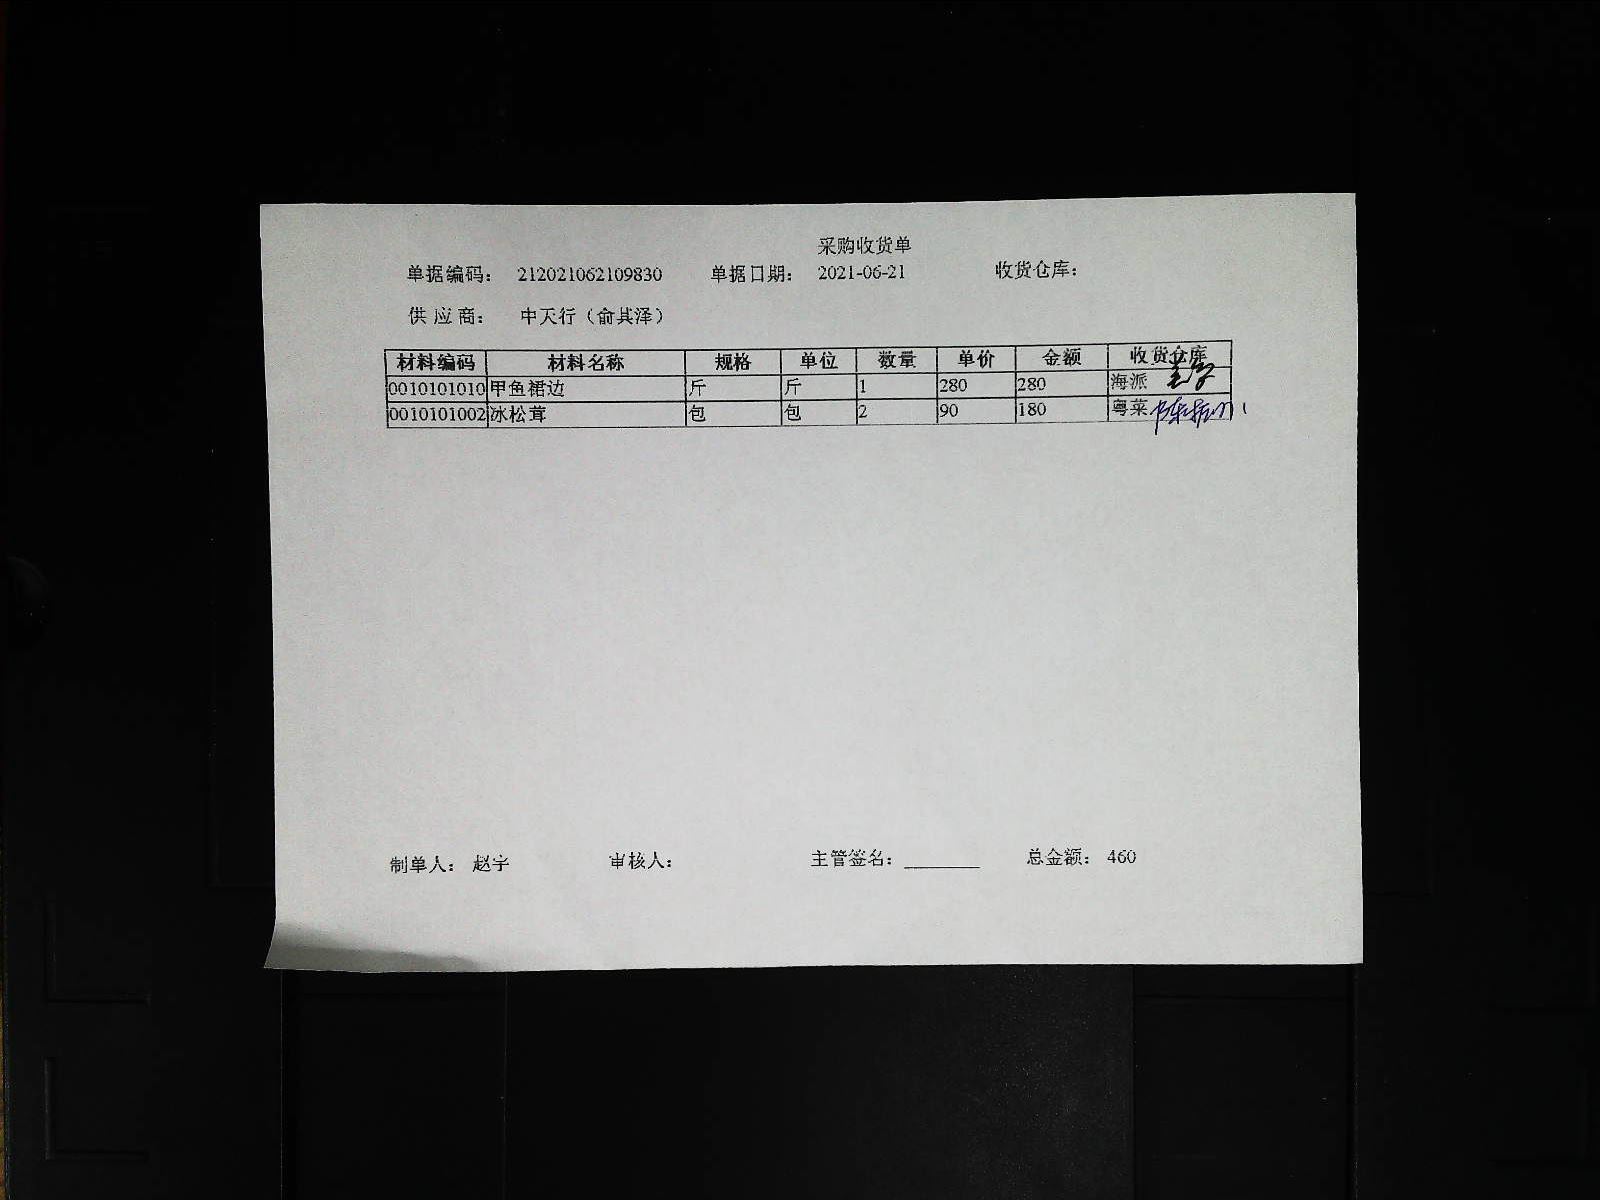 采购收货单
单据编码: 212021062109830 单据日期: 2021-06-21 收货仓库:
供 应 商: 中天行（俞其泽）
材料编码 材料名称 规格 单位 数量 单价 金额 收货仓库
0010101010 甲鱼裙边 斤 斤 1 280 280 海派
0010101002 冰松茸 包 包 2 90 180 粤菜
制单人: 赵宇 审核人: 主管签名: 总金额: 460